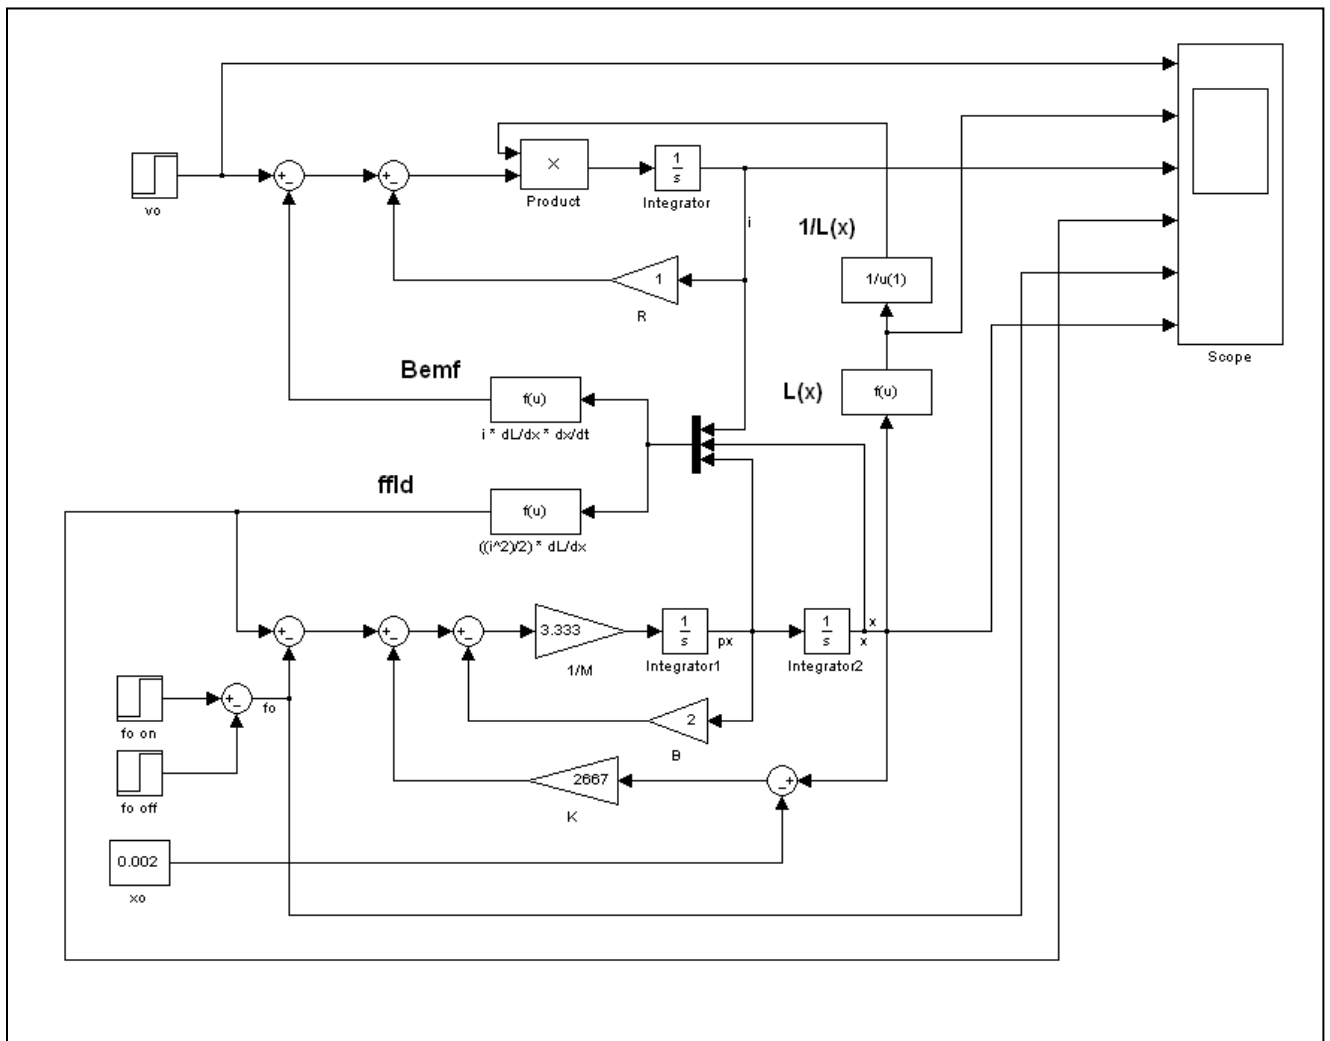 vo
+
-
+
-
×
Product
1
s
Integrator
i
1/L(x)
1/u(1)
Scope
1
R
Bemf
f(u)
i * dL/dx * dx/dt
L(x)
f(u)
ffld
f(u)
((i^2)/2) * dL/dx
+
-
+
-
+
-
3.333
1/M
1
s
px
Integrator1
1
s
x
x
Integrator2
fo on
+
-
fo
2
B
fo off
2667
K
-
+
0.002
xo